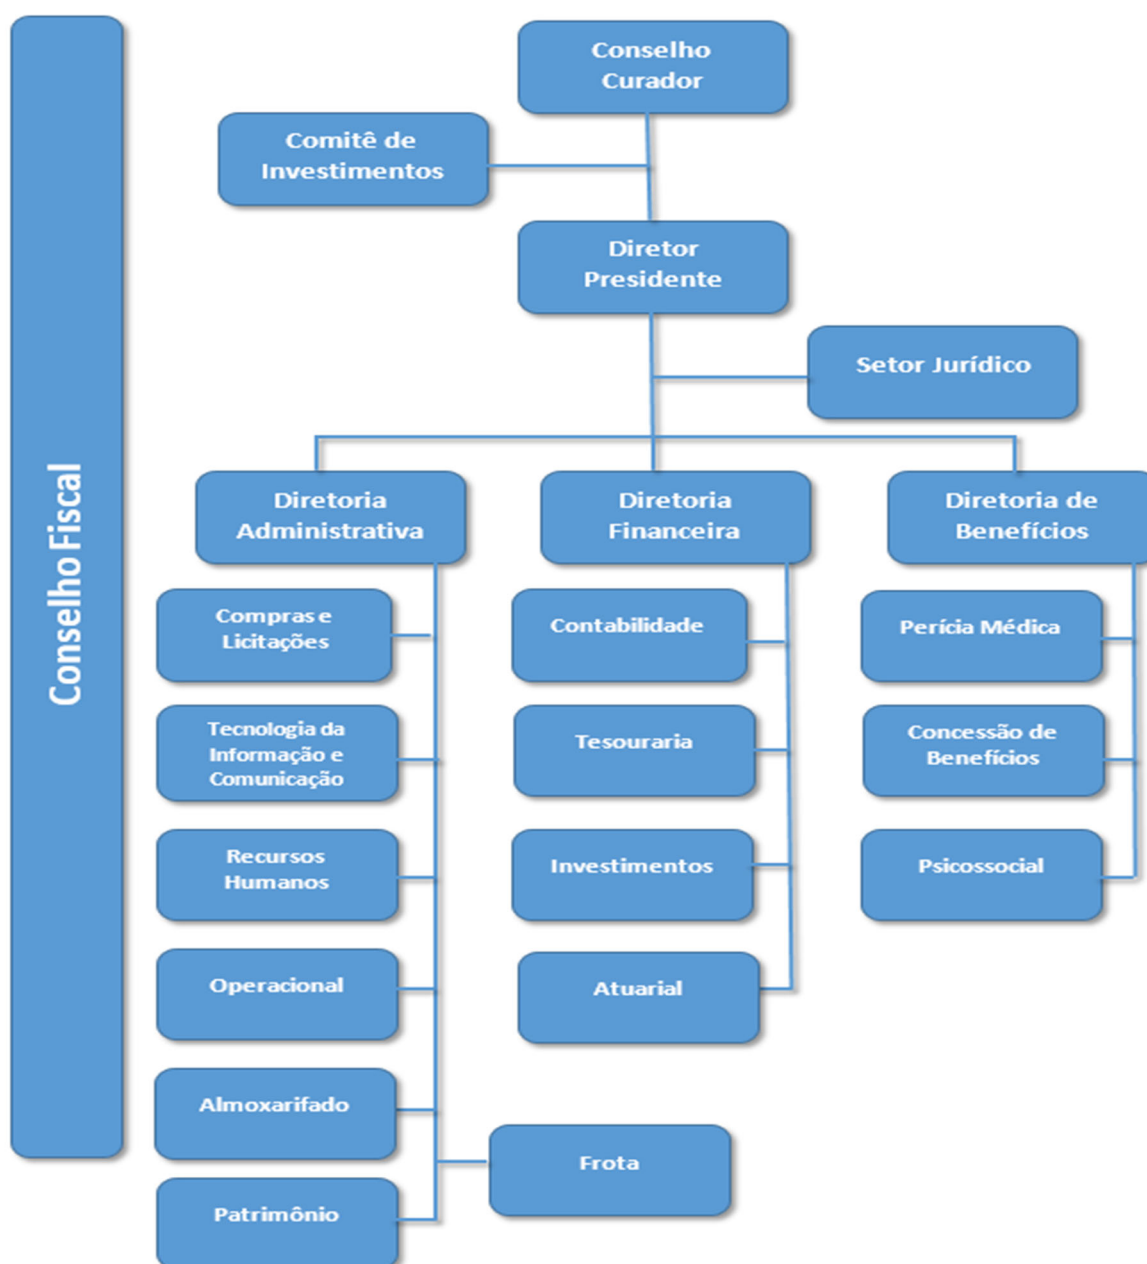 Conselho Fiscal
Conselho
Curador
Comitê de
Investimentos
Diretor
Presidente
Setor Jurídico
Diretoria
Administrativa
Diretoria
Financeira
Diretoria de
Benefícios
Compras e
Licitações
Tecnologia da
Informação e
Comunicação
Recursos
Humanos
Operacional
Almoxarifado
Patrimônio
Frota
Contabilidade
Tesouraria
Investimentos
Atuarial
Perícia Médica
Concessão de
Benefícios
Psicossocial